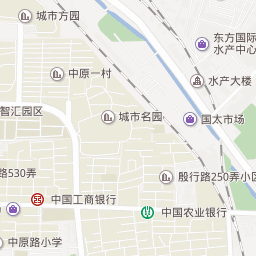 城市方园
东方国际
水产中心
中原一村
水产大楼
智汇园区
城市名园
国太市场
530弄
殷行路250弄小区
中国工商银行
中国农业银行
中原路小学